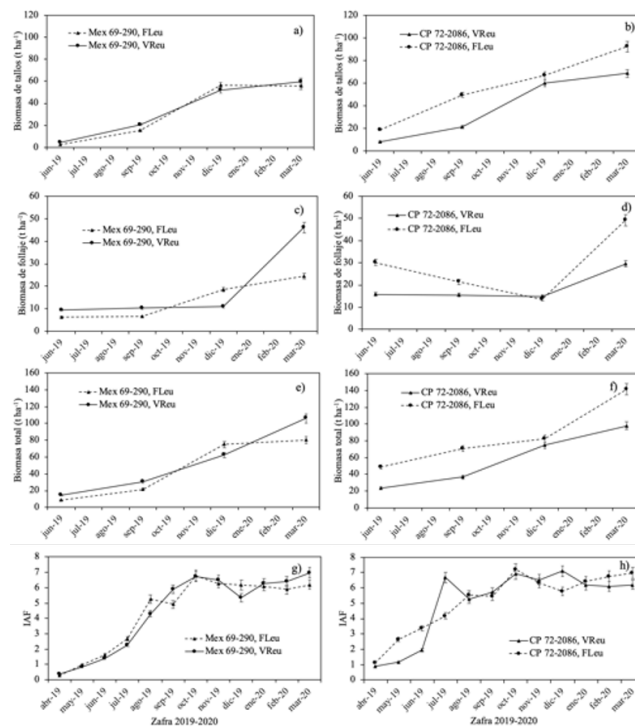 a)
Mex 69-290, FLeu
Mex 69-290, VReu
Biomasa de tallos (t ha-1)
120
100
80
60
40
20
0
jun-19 jul-19 ago-19 sep-19 oct-19 nov-19 dic-19 ene-20 feb-20 mar-20
b)
CP 72-2086, VReu
CP 72-2086, FLeu
Biomasa de tallos (t ha-1)
120
100
80
60
40
20
0
jun-19 jul-19 ago-19 sep-19 oct-19 nov-19 dic-19 ene-20 feb-20 mar-20
c)
Mex 69-290, FLeu
Mex 69-290, VReu
Biomasa de follaje (t ha-1)
60
50
40
30
20
10
0
jun-19 jul-19 ago-19 sep-19 oct-19 nov-19 dic-19 ene-20 feb-20 mar-20
d)
CP 72-2086, VReu
CP 72-2086, FLeu
Biomasa de follaje (t ha-1)
60
50
40
30
20
10
0
jun-19 jul-19 ago-19 sep-19 oct-19 nov-19 dic-19 ene-20 feb-20 mar-20
e)
Mex 69-290, FLeu
Mex 69-290, VReu
Biomasa total (t ha-1)
160
140
120
100
80
60
40
20
0
jun-19 jul-19 ago-19 sep-19 oct-19 nov-19 dic-19 ene-20 feb-20 mar-20
f)
CP 72-2086, VReu
CP 72-2086, FLeu
Biomasa total (t ha-1)
160
140
120
100
80
60
40
20
0
jun-19 jul-19 ago-19 sep-19 oct-19 nov-19 dic-19 ene-20 feb-20 mar-20
g)
Mex 69-290, FLeu
Mex 69-290, VReu
IAF
8
7
6
5
4
3
2
1
0
abr-19 may-19 jun-19 jul-19 ago-19 sep-19 oct-19 nov-19 dic-19 ene-20 feb-20 mar-20
Zafra 2019-2020
h)
CP 72-2086, VReu
CP 72-2086, FLeu
IAF
8
7
6
5
4
3
2
1
0
abr-19 may-19 jun-19 jul-19 ago-19 sep-19 oct-19 nov-19 dic-19 ene-20 feb-20 mar-20
Zafra 2019-2020